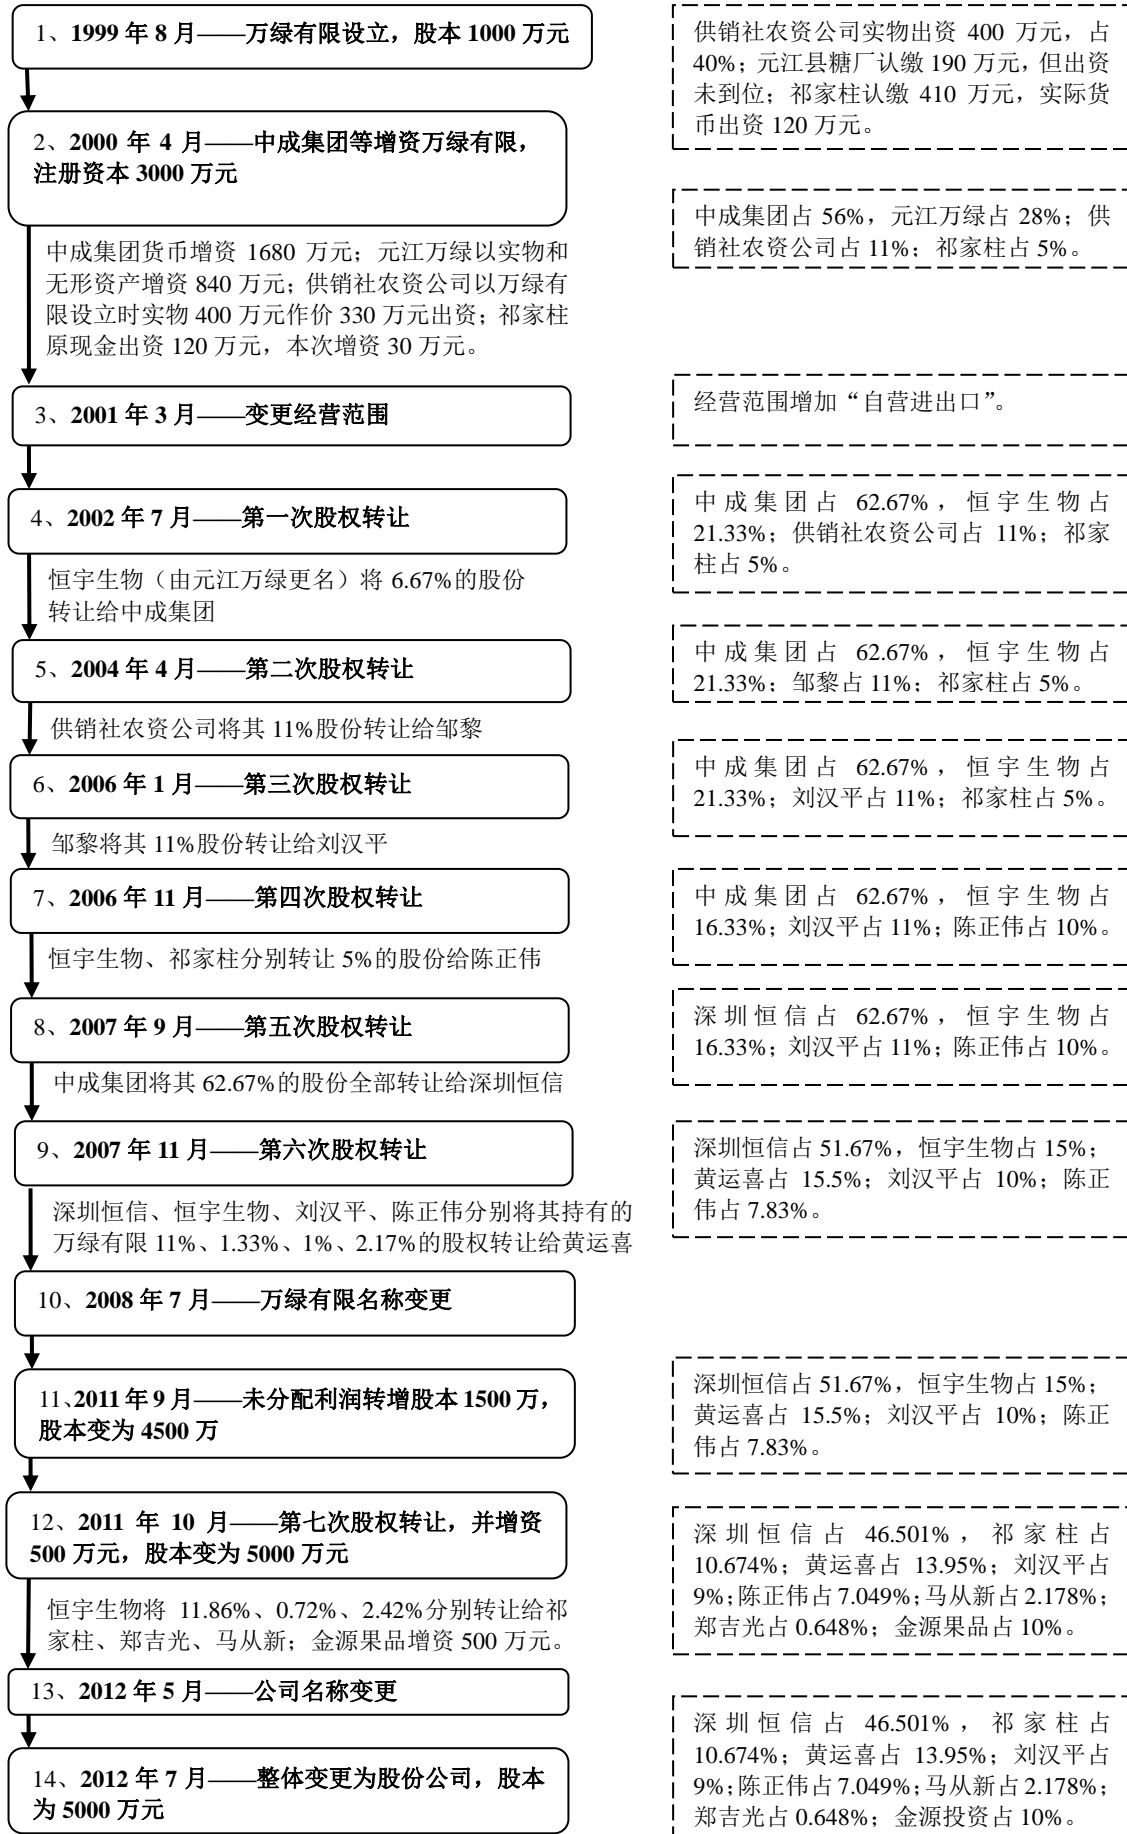 1、1999 年 8 月——万绿有限设立，股本 1000 万元
供销社农资公司实物出资 400 万元，占
40%；元江县糖厂认缴 190 万元，但出资
未到位；祁家柱认缴 410 万元，实际货
币出资 120 万元。
2、2000 年 4 月——中成集团等增资万绿有限，
注册资本 3000 万元
中成集团占 56%，元江万绿占 28%；供
销社农资公司占 11%；祁家柱占 5%。
中成集团货币增资 1680 万元；元江万绿以实物和
无形资产增资 840 万元；供销社农资公司以万绿有
限设立时实物 400 万元作价 330 万元出资；祁家柱
原现金出资 120 万元，本次增资 30 万元。
3、2001 年 3 月——变更经营范围
经营范围增加“自营进出口”。
4、2002 年 7 月——第一次股权转让
中成集团占 62.67%，恒宇生物占
21.33%；供销社农资公司占 11%；祁家
柱占 5%。
恒宇生物（由元江万绿更名）将 6.67%的股份
转让给中成集团
5、2004 年 4 月——第二次股权转让
中成集团占 62.67%，恒宇生物占
21.33%；邹黎占 11%；祁家柱占 5%。
供销社农资公司将其 11%股份转让给邹黎
6、2006 年 1 月——第三次股权转让
中成集团占 62.67%，恒宇生物占
21.33%；刘汉平占 11%；祁家柱占 5%。
邹黎将其 11%股份转让给刘汉平
7、2006 年 11 月——第四次股权转让
中成集团占 62.67%，恒宇生物占
16.33%；刘汉平占 11%；陈正伟占 10%。
恒宇生物、祁家柱分别转让 5%的股份给陈正伟
8、2007 年 9 月——第五次股权转让
深圳恒信占 62.67%，恒宇生物占
16.33%；刘汉平占 11%；陈正伟占 10%。
中成集团将其 62.67%的股份全部转让给深圳恒信
9、2007 年 11 月——第六次股权转让
深圳恒信占 51.67%，恒宇生物占 15%；
黄运喜占 15.5%；刘汉平占 10%；陈正
伟占 7.83%。
深圳恒信、恒宇生物、刘汉平、陈正伟分别将其持有的
万绿有限 11%、1.33%、1%、2.17%的股权转让给黄运喜
10、2008 年 7 月——万绿有限名称变更
11、2011 年 9 月——未分配利润转增股本 1500 万，
股本变为 4500 万
深圳恒信占 51.67%，恒宇生物占 15%；
黄运喜占 15.5%；刘汉平占 10%；陈正
伟占 7.83%。
12、2011 年 10 月——第七次股权转让，并增资
500 万元，股本变为 5000 万元
深圳恒信占 46.501%，祁家柱占
10.674%；黄运喜占 13.95%；刘汉平占
9%；陈正伟占 7.049%；马从新占 2.178%；
郑吉光占 0.648%；金源果品占 10%。
恒宇生物将 11.86%、0.72%、2.42%分别转让给祁
家柱、郑吉光、马从新；金源果品增资 500 万元。
13、2012 年 5 月——公司名称变更
14、2012 年 7 月——整体变更为股份公司，股本
为 5000 万元
深圳恒信占 46.501%，祁家柱占
10.674%；黄运喜占 13.95%；刘汉平占
9%；陈正伟占 7.049%；马从新占 2.178%；
郑吉光占 0.648%；金源投资占 10%。